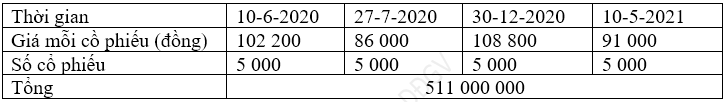 Thời gian 10-6-2020 27-7-2020 30-12-2020 10-5-2021
Giá mỗi cổ phiếu (đồng) 102 200 86 000 108 800 91 000
Số cổ phiếu 5 000 5 000 5 000 5 000
Tổng 511 000 000
ĐGV